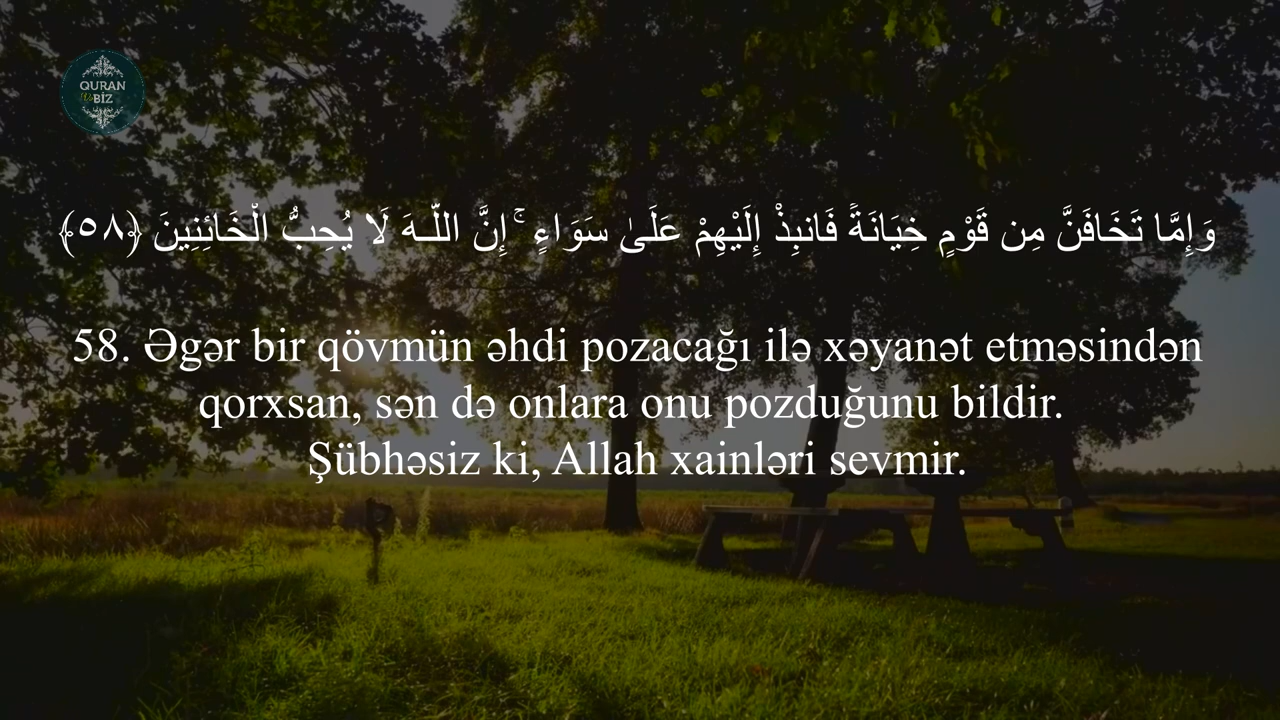 QURAN
BİZ
وَإِمَّا تَخَافَنَّ مِن قَوْمٍ خِيَانَةً فَانبِذْ إِلَيْهِمْ عَلَىٰ سَوَاءٍ ۚ إِنَّ اللَّـهَ لَا يُحِبُّ الْخَائِنِينَ ﴿٥٨﴾
58. Əgər bir qövmün əhdi pozacağı ilə xəyanət etməsindən
qorxsan, sən də onlara onu pozduğunu bildir.
Şübhəsiz ki, Allah xainləri sevmir.